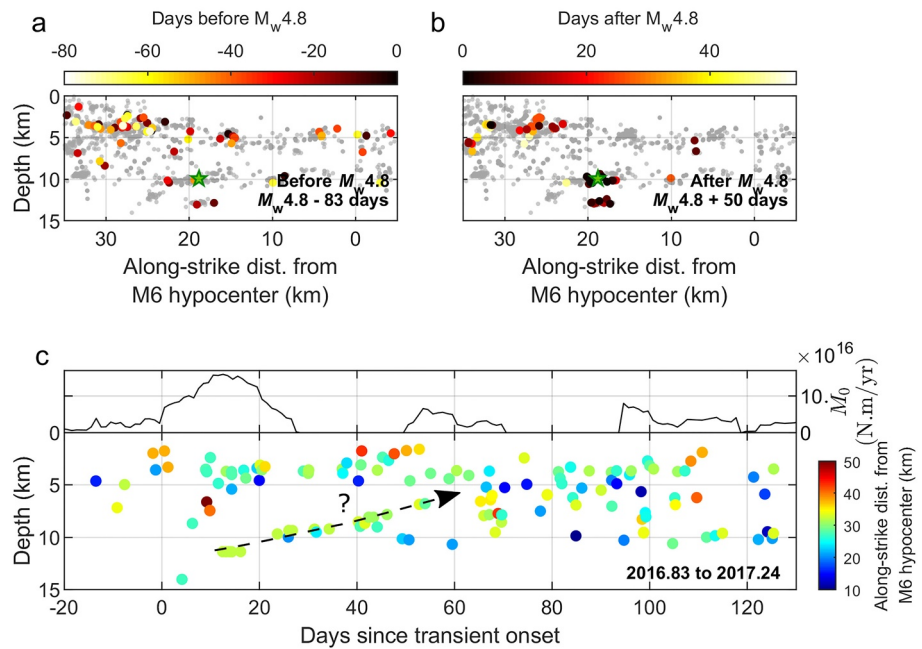 a
Days before Mw4.8
-80 -60 -40 -20 0
0
5
10
15
Depth (km)
Before Mw4.8
Mw4.8 - 83 days
30 20 10 0
Along-strike dist. from
M6 hypocenter (km)
b
Days after Mw4.8
0 20 40
After Mw4.8
Mw4.8 + 50 days
30 20 10 0
Along-strike dist. from
M6 hypocenter (km)
c
× 10^16
10.
0
Ṁ0
(N.m/yr)
0
5
10
15
Depth (km)
?
2016.83 to 2017.24
-20 0 20 40 60 80 100 120
Days since transient onset
50
40
30
20
10
Along-strike dist. from
M6 hypocenter (km)